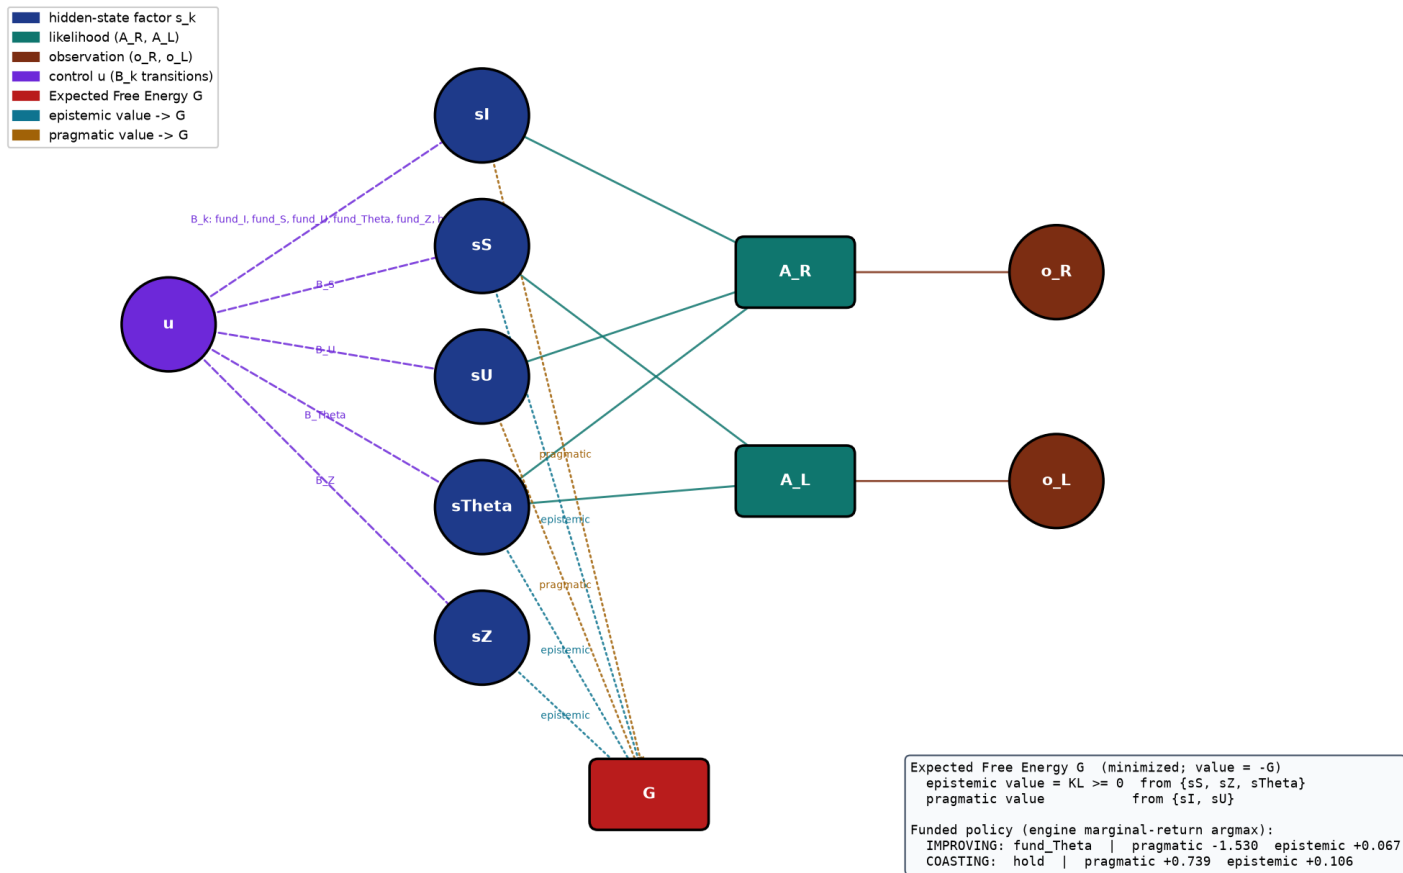 hidden-state factor s_k
likelihood (A_R, A_L)
observation (o_R, o_L)
control u (B_k transitions)
Expected Free Energy G
epistemic value -> G
pragmatic value -> G
sI
B_k: fund_I, fund_S, fund_U, fund_Theta, fund_Z,
sS
A_R
o_R
B_S
u
B_U
sU
B_Theta
pragmatic
B_Z
A_L
o_L
sTheta
epistemic
pragmatic
sZ
epistemic
epistemic
G
Expected Free Energy G (minimized; value = -G)
epistemic value = KL >= 0 from {sS, sZ, sTheta}
pragmatic value from {sI, sU}
Funded policy (engine marginal-return argmax):
IMPROVING: fund_Theta | pragmatic -1.530 epistemic +0.067
COASTING: hold | pragmatic +0.739 epistemic +0.106